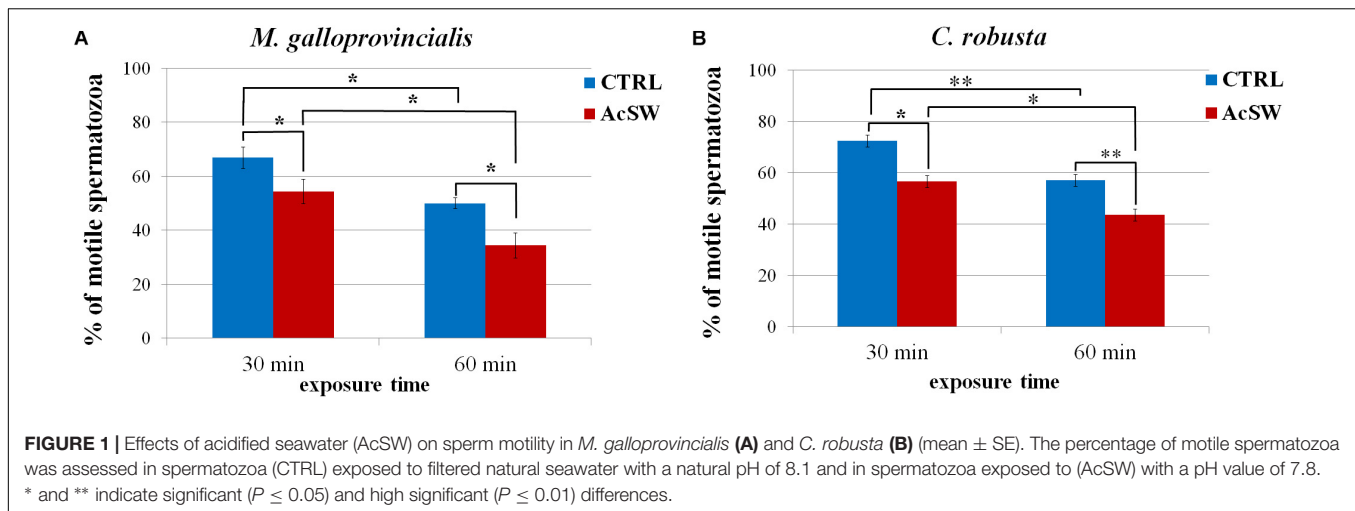 A
M. galloprovincialis
% of motile spermatozoa
100
80
60
40
20
0
CTRL
AcSW
*
*
*
*
30 min
60 min
exposure time
B
C. robusta
% of motile spermatozoa
100
80
60
40
20
0
CTRL
AcSW
**
*
*
**
30 min
60 min
exposure time
FIGURE 1 | Effects of acidified seawater (AcSW) on sperm motility in M. galloprovincialis (A) and C. robusta (B) (mean ± SE). The percentage of motile spermatozoa
was assessed in spermatozoa (CTRL) exposed to filtered natural seawater with a natural pH of 8.1 and in spermatozoa exposed to (AcSW) with a pH value of 7.8.
* and ** indicate significant (P ≤ 0.05) and high significant (P ≤ 0.01) differences.